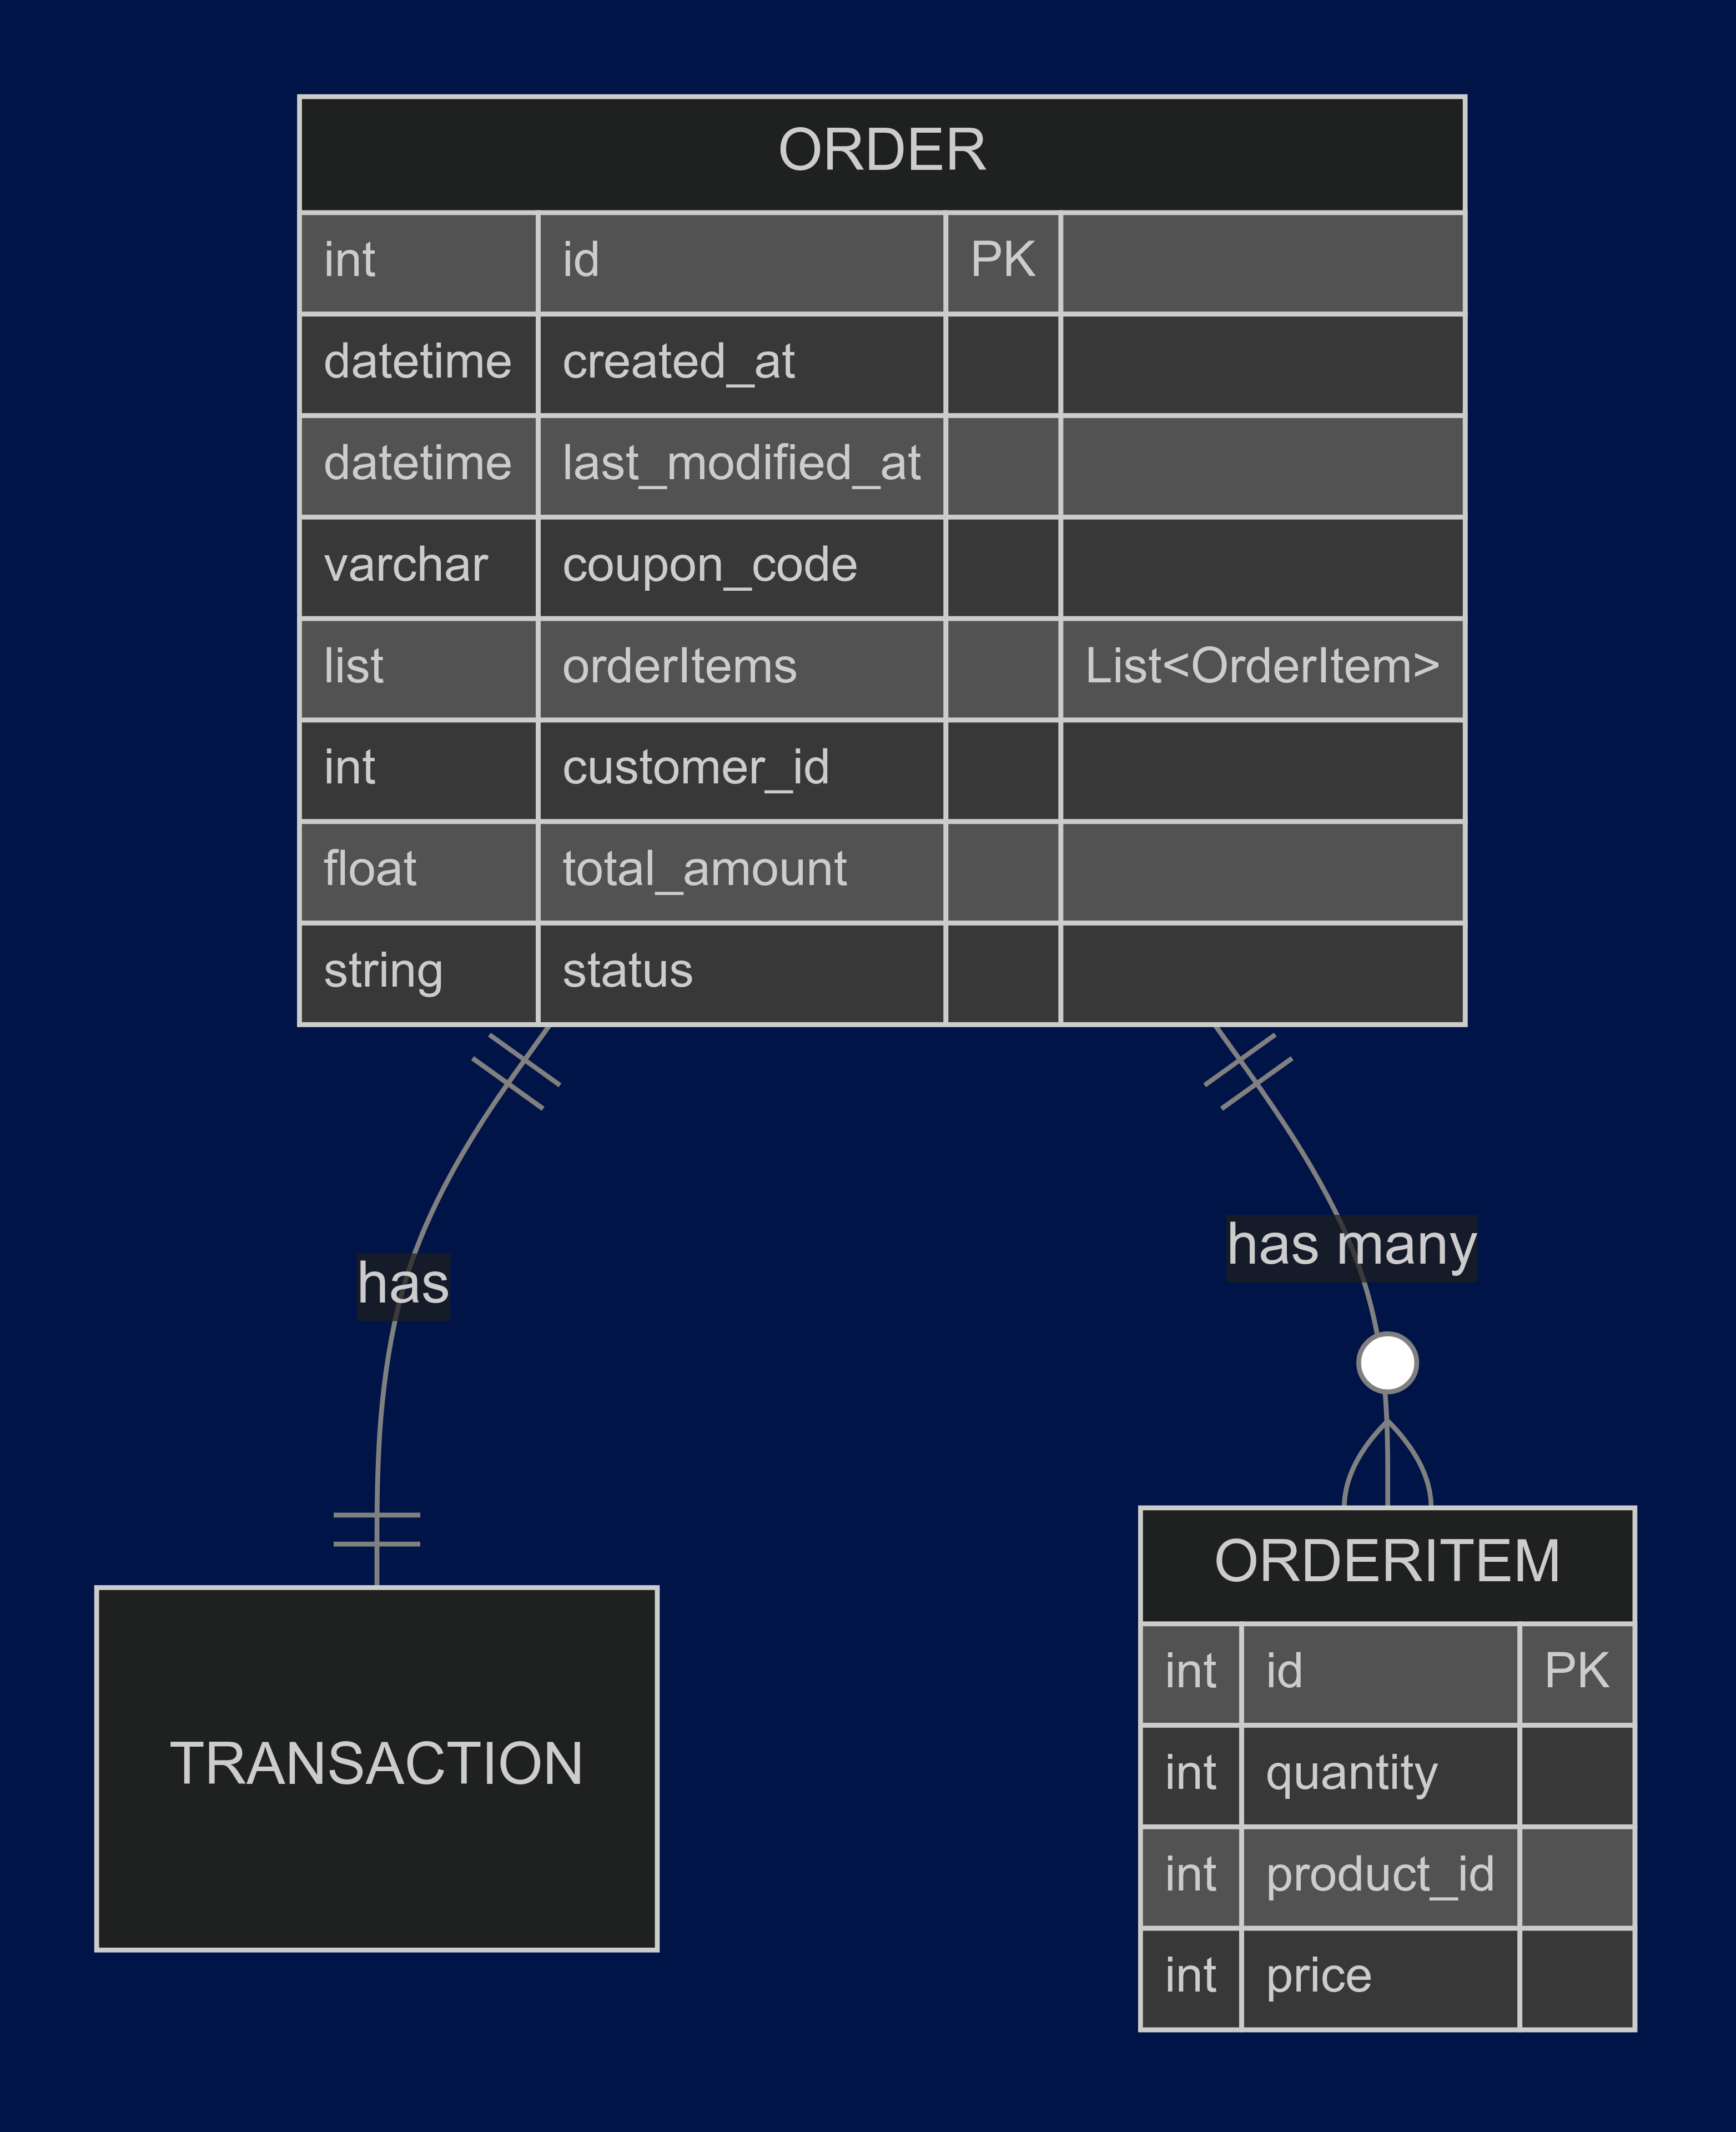 ORDER
int id PK
datetime created_at
datetime last_modified_at
varchar coupon_code
list orderItems List<OrderItem>
int customer_id
float total_amount
string status
has
has many
TRANSACTION
ORDERITEM
int id PK
int quantity
int product_id
int price